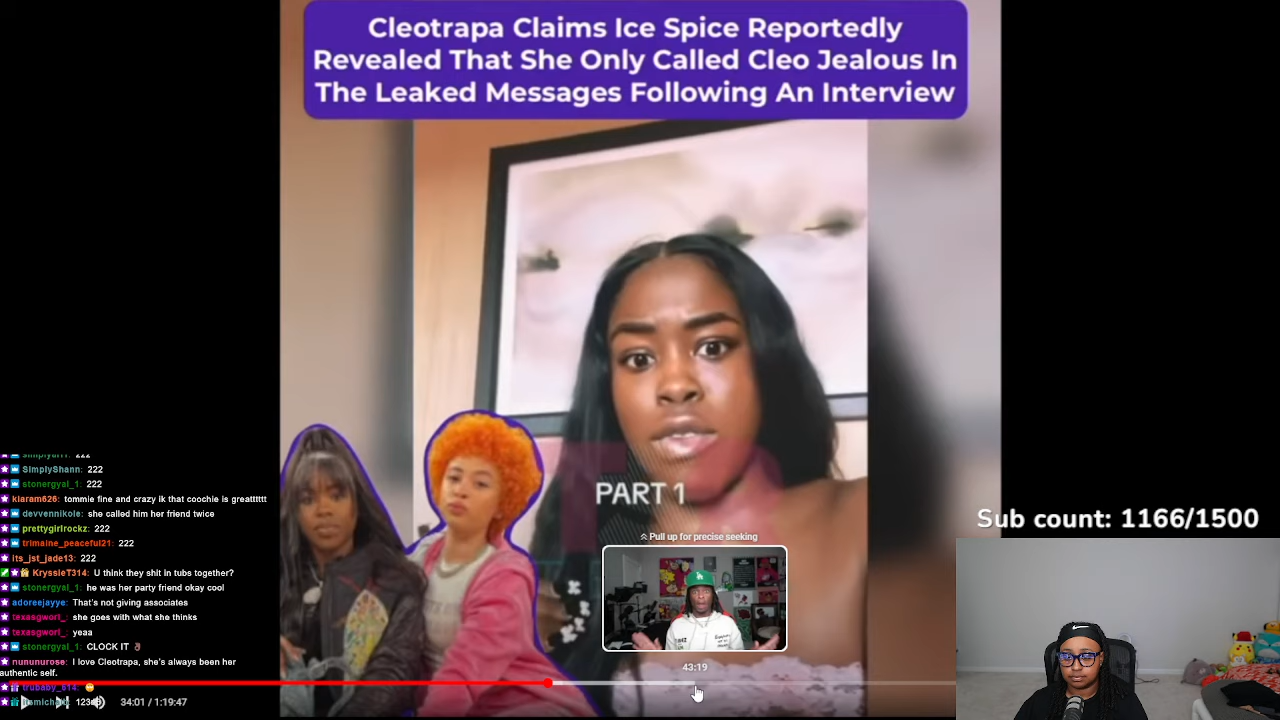 Cleotrapa Claims Ice Spice Reportedly
Revealed That She Only Called Cleo Jealous In
The Leaked Messages Following An Interview
PART 1
Pull up for precise seeking
43:19
Sub count: 1166/1500
SimplyShann: 222
stonergyal_1: 222
kiaram626: tommie fine and crazy ik that coochie is greatttttt
devvennikole: she called him her friend twice
prettygirlrockz: 222
trimaine_peaceful21: 222
its_jst_jade13: 222
KryssieT314: U think they shit in tubs together?
stonergyal_1: he was her party friend okay cool
adoreejayye: That's not giving associates
texasgworl_: she goes with what she thinks
texasgworl_: yeaa
stonergyal_1: CLOCK IT
nununurose: I love Cleotrapa, she's always been her
authentic self.
trubaby_614:
34:01 / 1:19:47